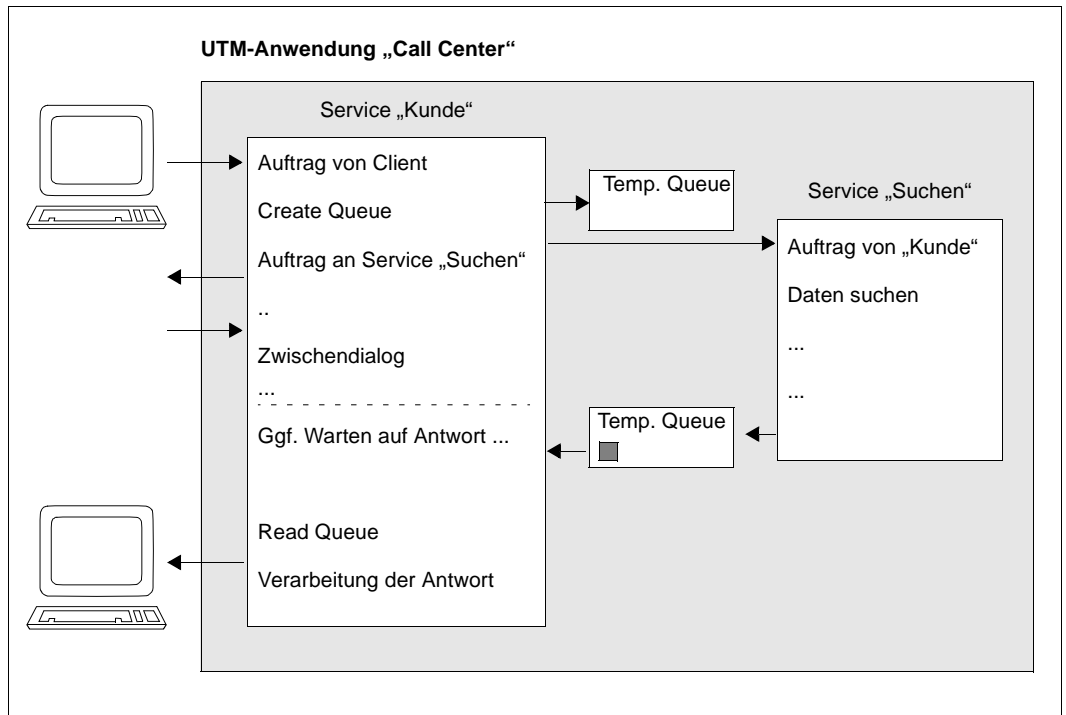 UTM-Anwendung „Call Center“
Service „Kunde“
Auftrag von Client
Create Queue
Auftrag an Service „Suchen“
..
Zwischendialog
...
Ggf. Warten auf Antwort ...
Read Queue
Verarbeitung der Antwort
Temp. Queue
Temp. Queue
Service „Suchen“
Auftrag von „Kunde“
Daten suchen
...
...